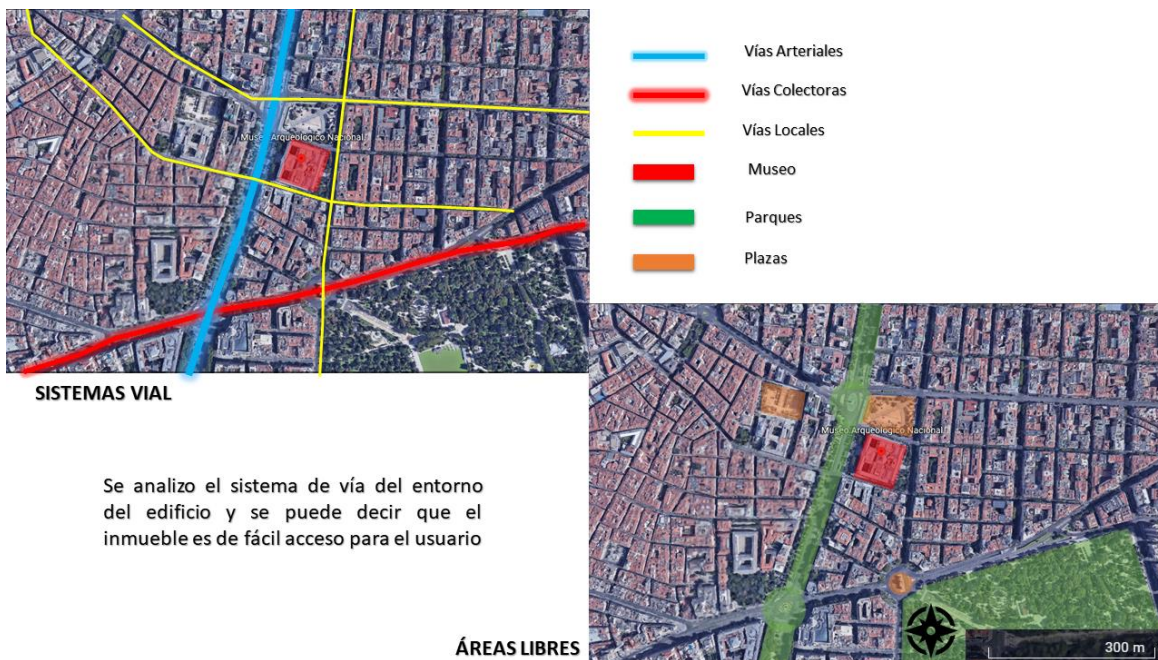 Museo Arqueológico Nacional
Vías Arteriales
Vías Colectoras
Vías Locales
Museo
Parques
Plazas
SISTEMAS VIAL
Se analizo el sistema de vía del entorno
del edificio y se puede decir que el
inmueble es de fácil acceso para el usuario
Museo Arqueológico Nacional
ÁREAS LIBRES
300 m